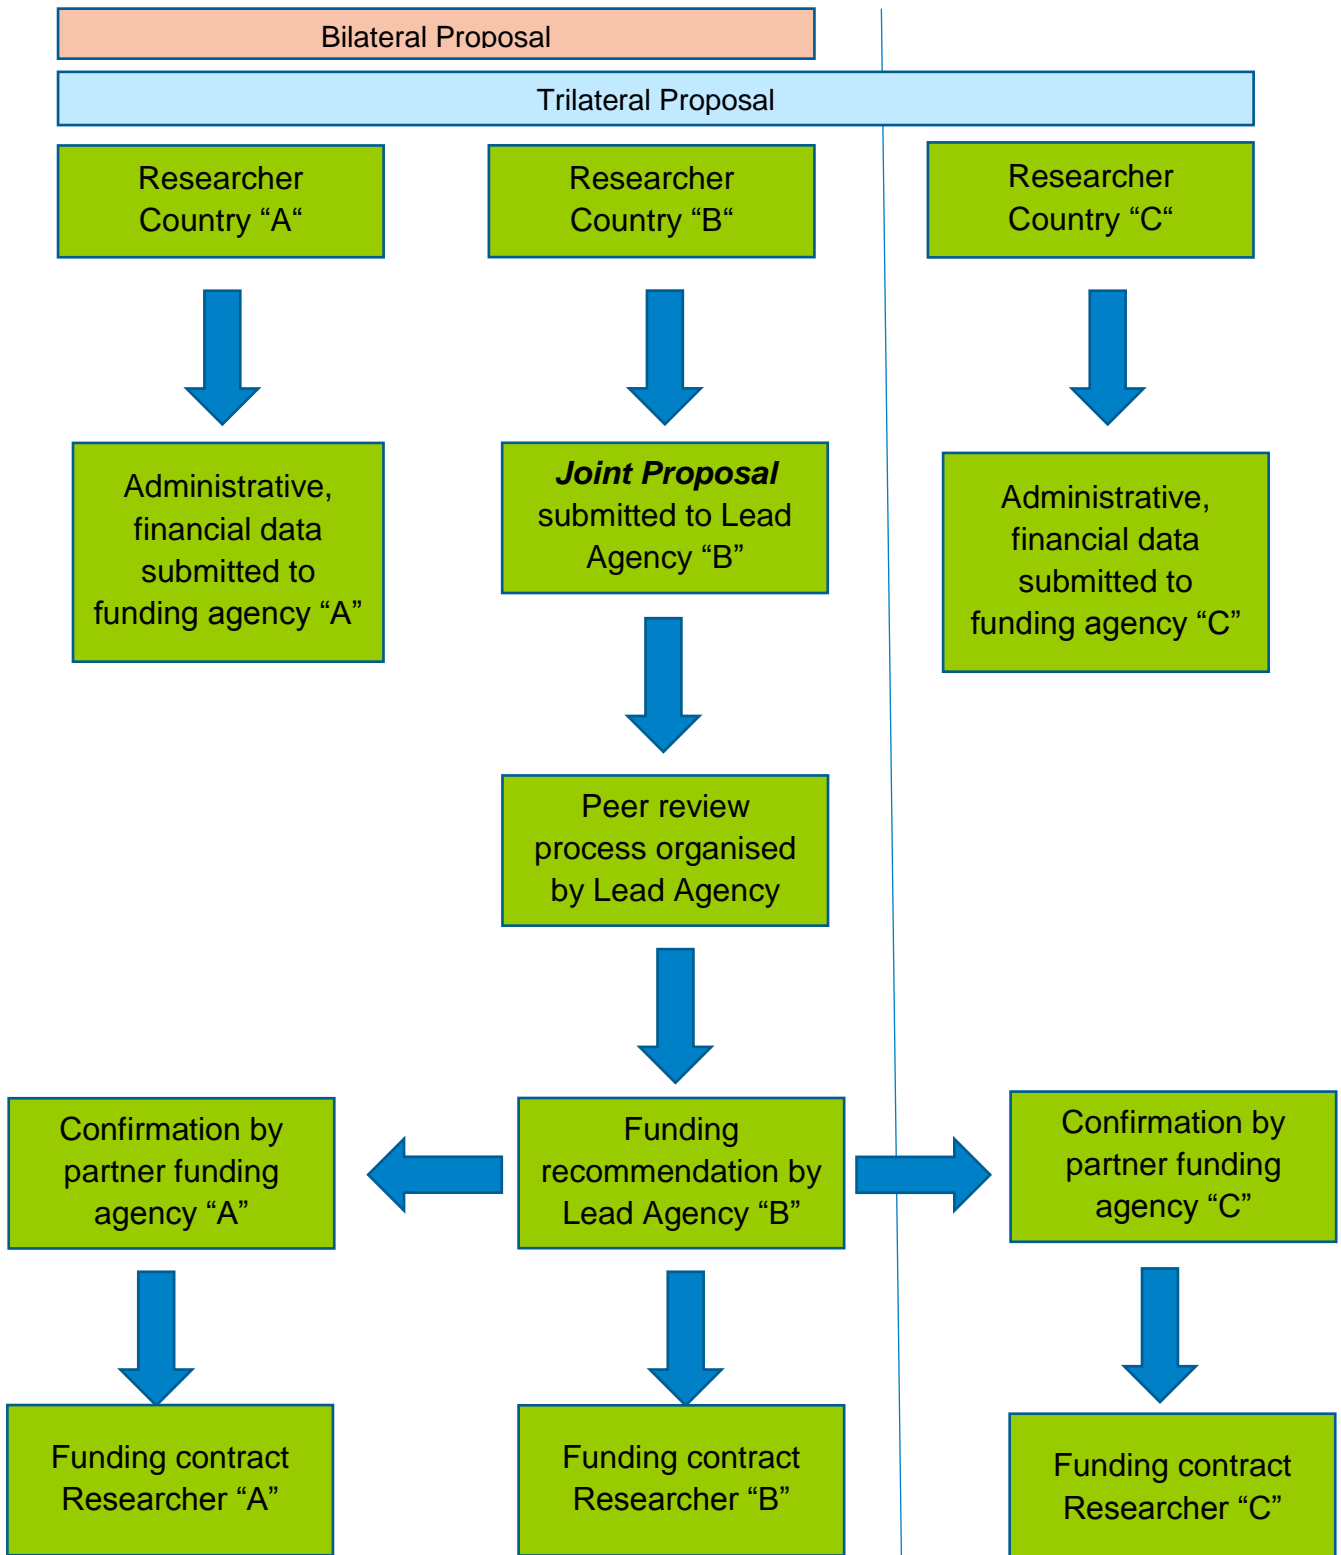 Bilateral Proposal
Trilateral Proposal
Researcher
Country “A“
Researcher
Country “B“
Researcher
Country “C“
Administrative,
financial data
submitted to
funding agency “A”
Joint Proposal
submitted to Lead
Agency “B”
Administrative,
financial data
submitted to
funding agency “C”
Peer review
process organised
by Lead Agency
Confirmation by
partner funding
agency “A”
Funding
recommendation by
Lead Agency “B”
Confirmation by
partner funding
agency “C”
Funding contract
Researcher “A”
Funding contract
Researcher “B”
Funding contract
Researcher “C”